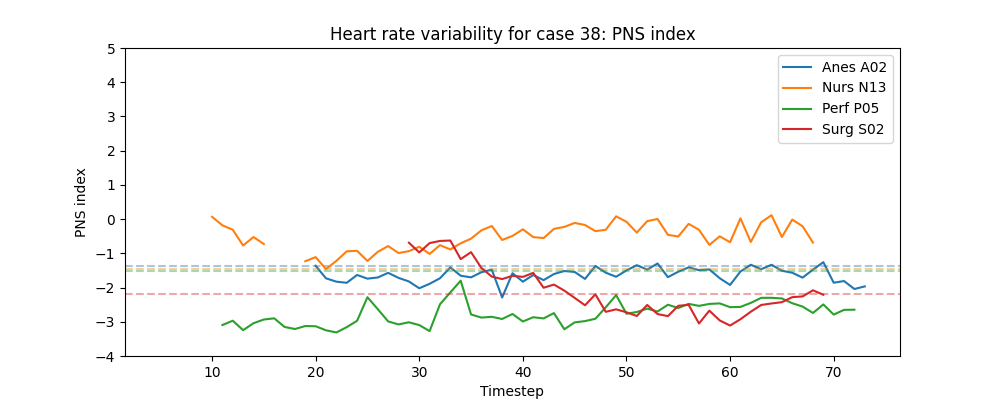 Heart rate variability for case 38: PNS index
5
4
3
2
1
0
−1
−2
−3
−4
PNS index
Anes A02
Nurs N13
Perf P05
Surg S02
10 20 30 40 50 60 70
Timestep